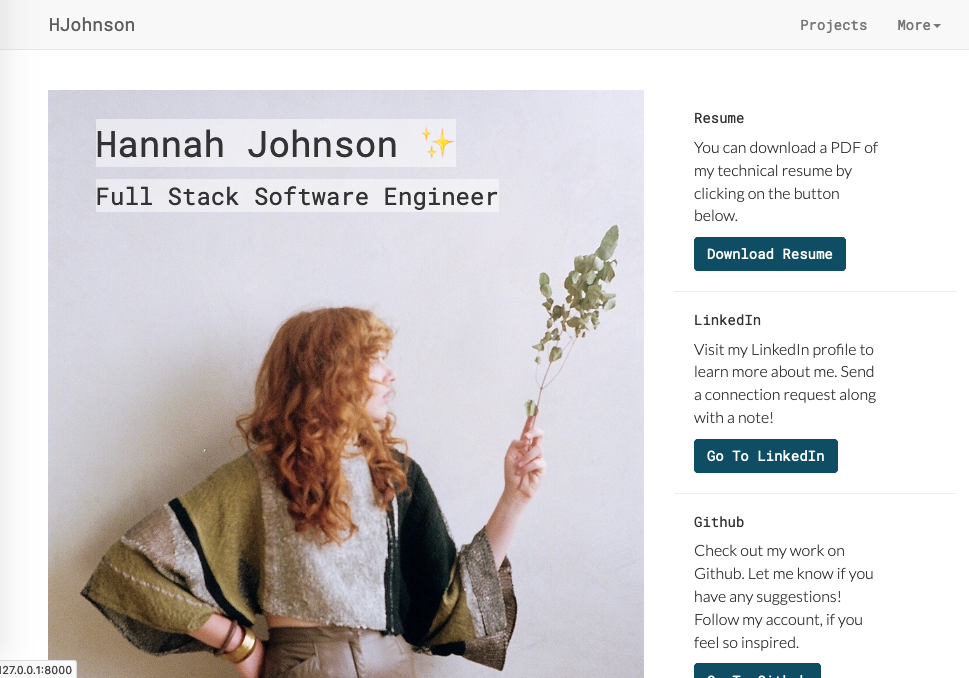 HJohnson
Projects
More
Hannah Johnson ✨
Full Stack Software Engineer
Resume
You can download a PDF of
my technical resume by
clicking on the button
below.
Download Resume
LinkedIn
Visit my LinkedIn profile to
learn more about me. Send
a connection request along
with a note!
Go To LinkedIn
Github
Check out my work on
Github. Let me know if you
have any suggestions!
Follow my account, if you
feel so inspired.
Go To Github
127.0.0.1:8000